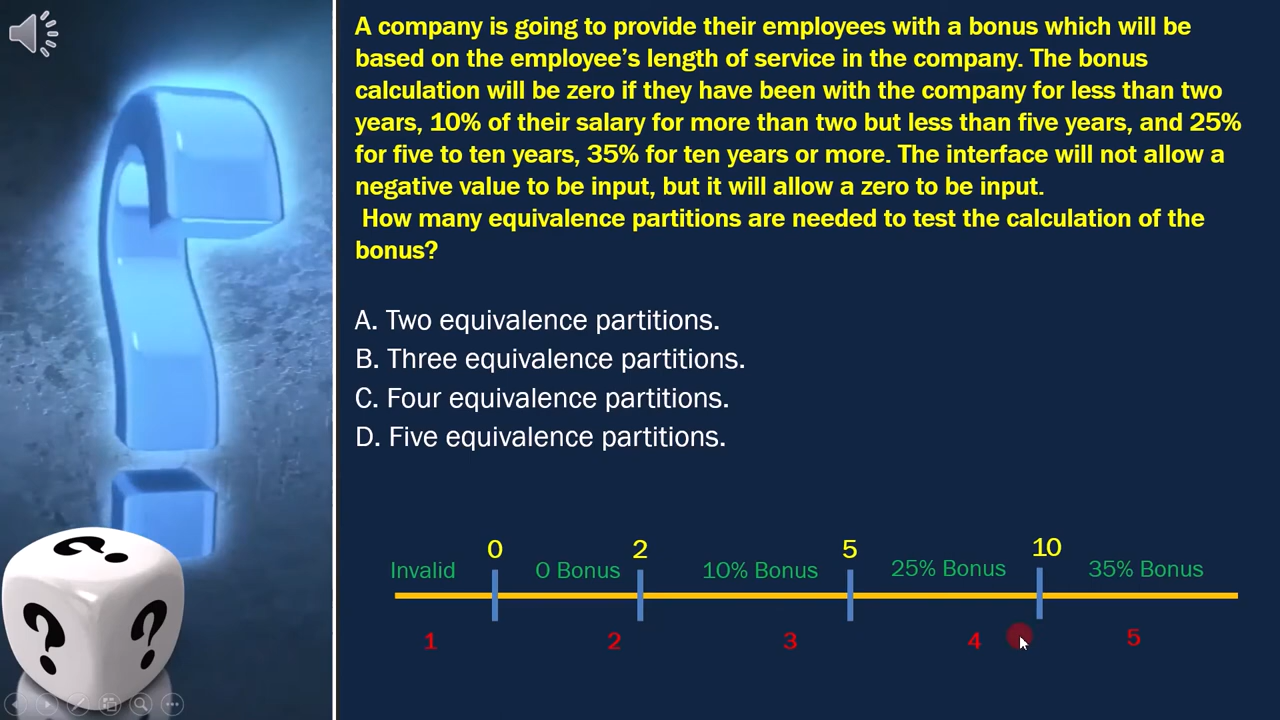 A company is going to provide their employees with a bonus which will be
based on the employee’s length of service in the company. The bonus
calculation will be zero if they have been with the company for less than two
years, 10% of their salary for more than two but less than five years, and 25%
for five to ten years, 35% for ten years or more. The interface will not allow a
negative value to be input, but it will allow a zero to be input.
How many equivalence partitions are needed to test the calculation of the
bonus?
A. Two equivalence partitions.
B. Three equivalence partitions.
C. Four equivalence partitions.
D. Five equivalence partitions.
0 2 5 10
Invalid 0 Bonus 10% Bonus 25% Bonus 35% Bonus
1 2 3 4 5
? ? ?